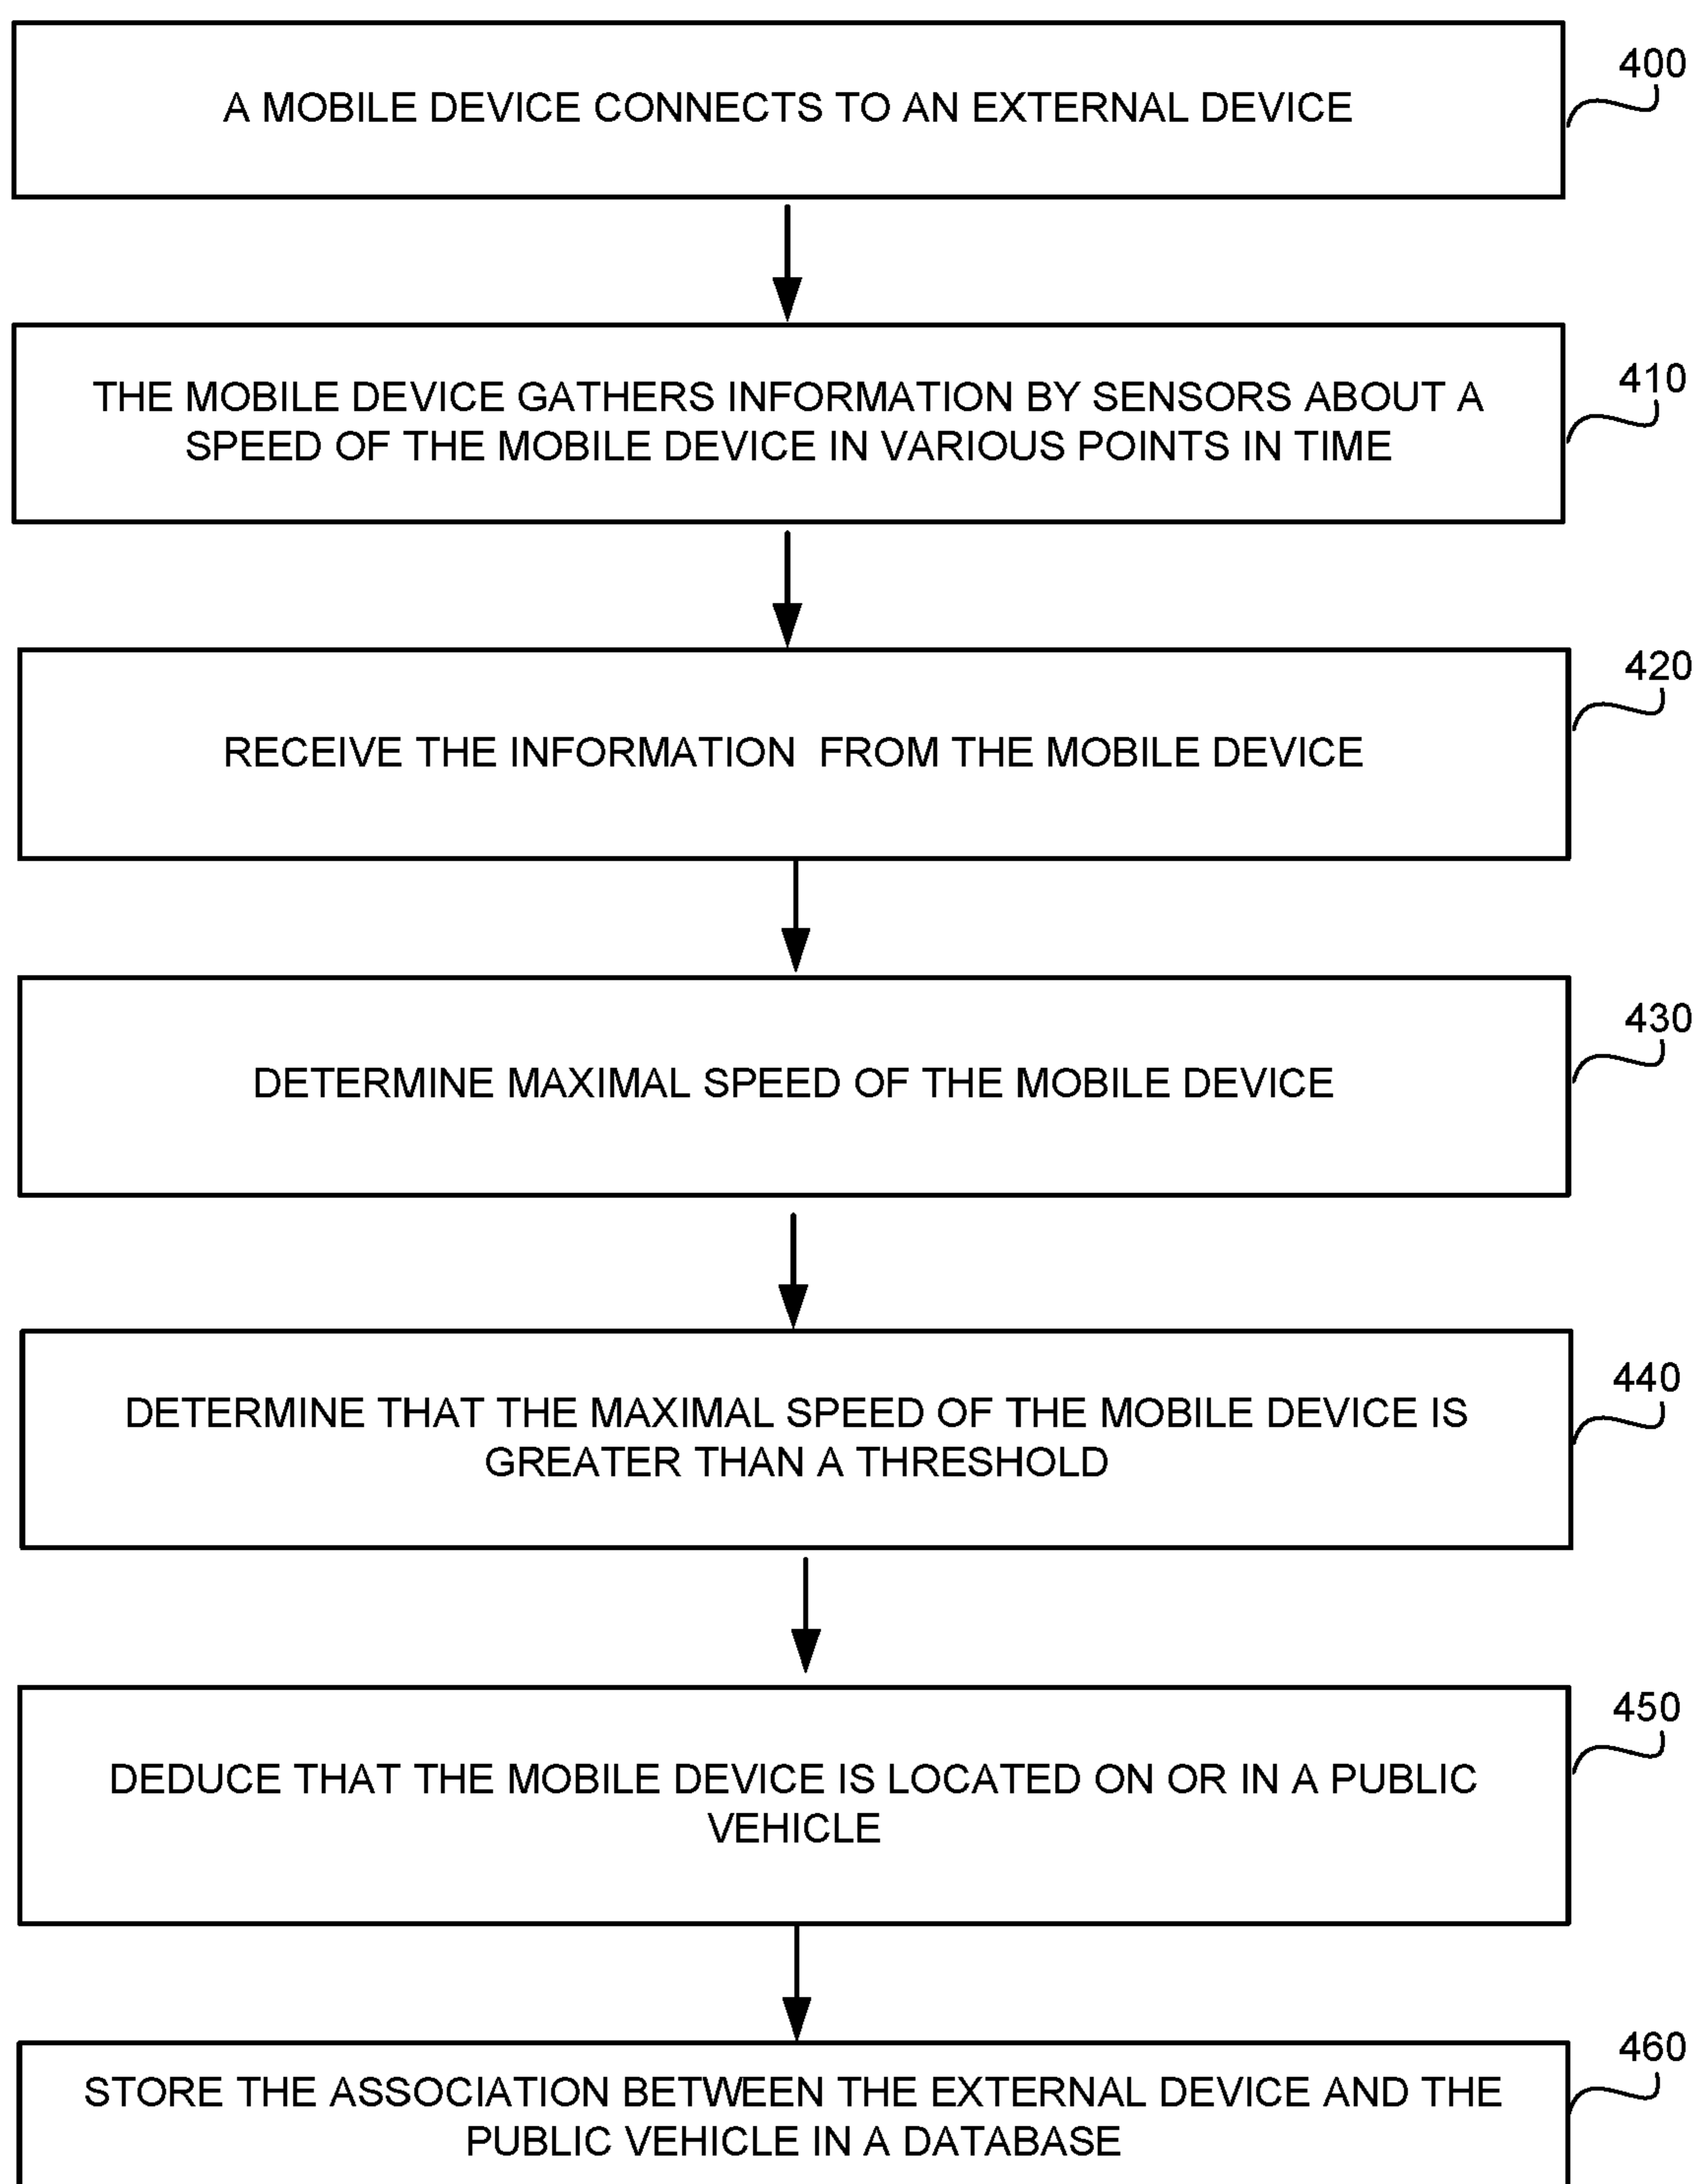 400
A MOBILE DEVICE CONNECTS TO AN EXTERNAL DEVICE
410
THE MOBILE DEVICE GATHERS INFORMATION BY SENSORS ABOUT A
SPEED OF THE MOBILE DEVICE IN VARIOUS POINTS IN TIME
420
RECEIVE THE INFORMATION FROM THE MOBILE DEVICE
430
DETERMINE MAXIMAL SPEED OF THE MOBILE DEVICE
440
DETERMINE THAT THE MAXIMAL SPEED OF THE MOBILE DEVICE IS
GREATER THAN A THRESHOLD
450
DEDUCE THAT THE MOBILE DEVICE IS LOCATED ON OR IN A PUBLIC
VEHICLE
460
STORE THE ASSOCIATION BETWEEN THE EXTERNAL DEVICE AND THE
PUBLIC VEHICLE IN A DATABASE